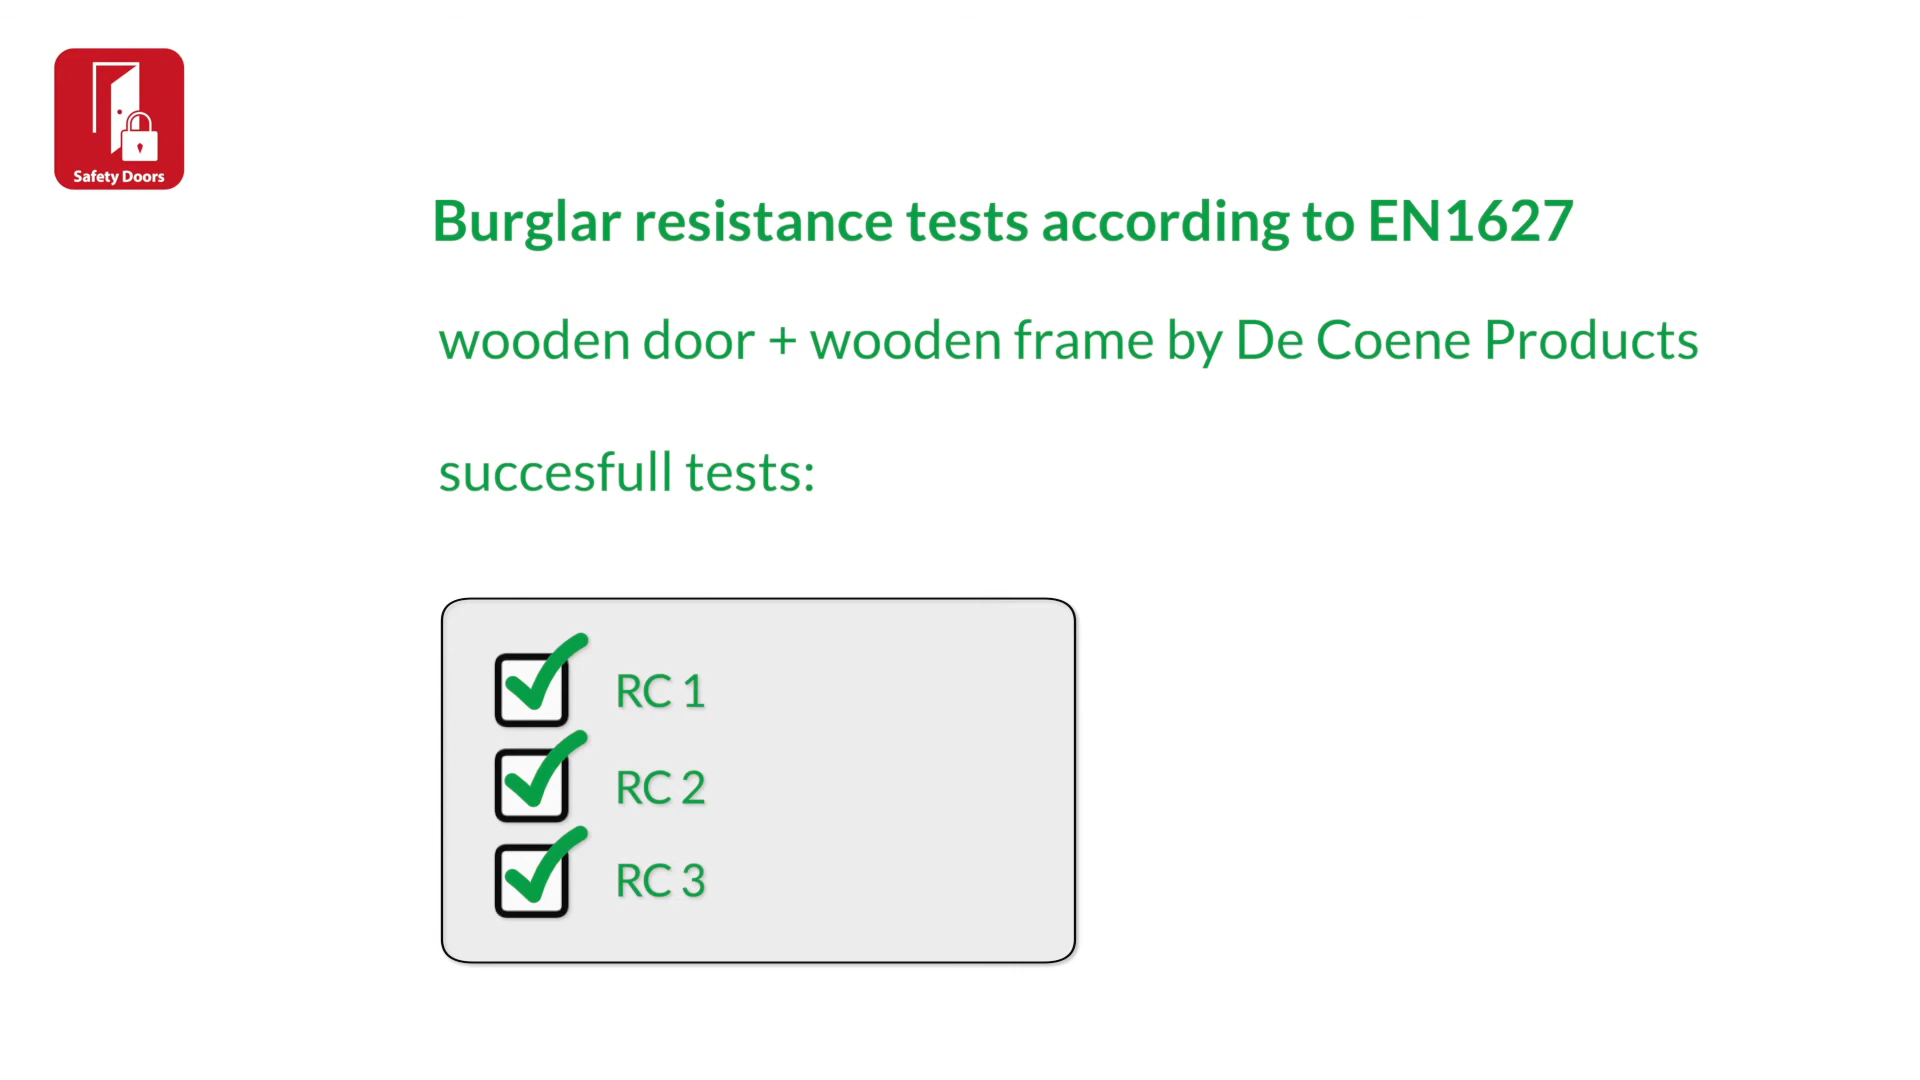 Safety Doors
Burglar resistance tests according to EN1627
wooden door + wooden frame by De Coene Products
succesfull tests:
RC 1
RC 2
RC 3